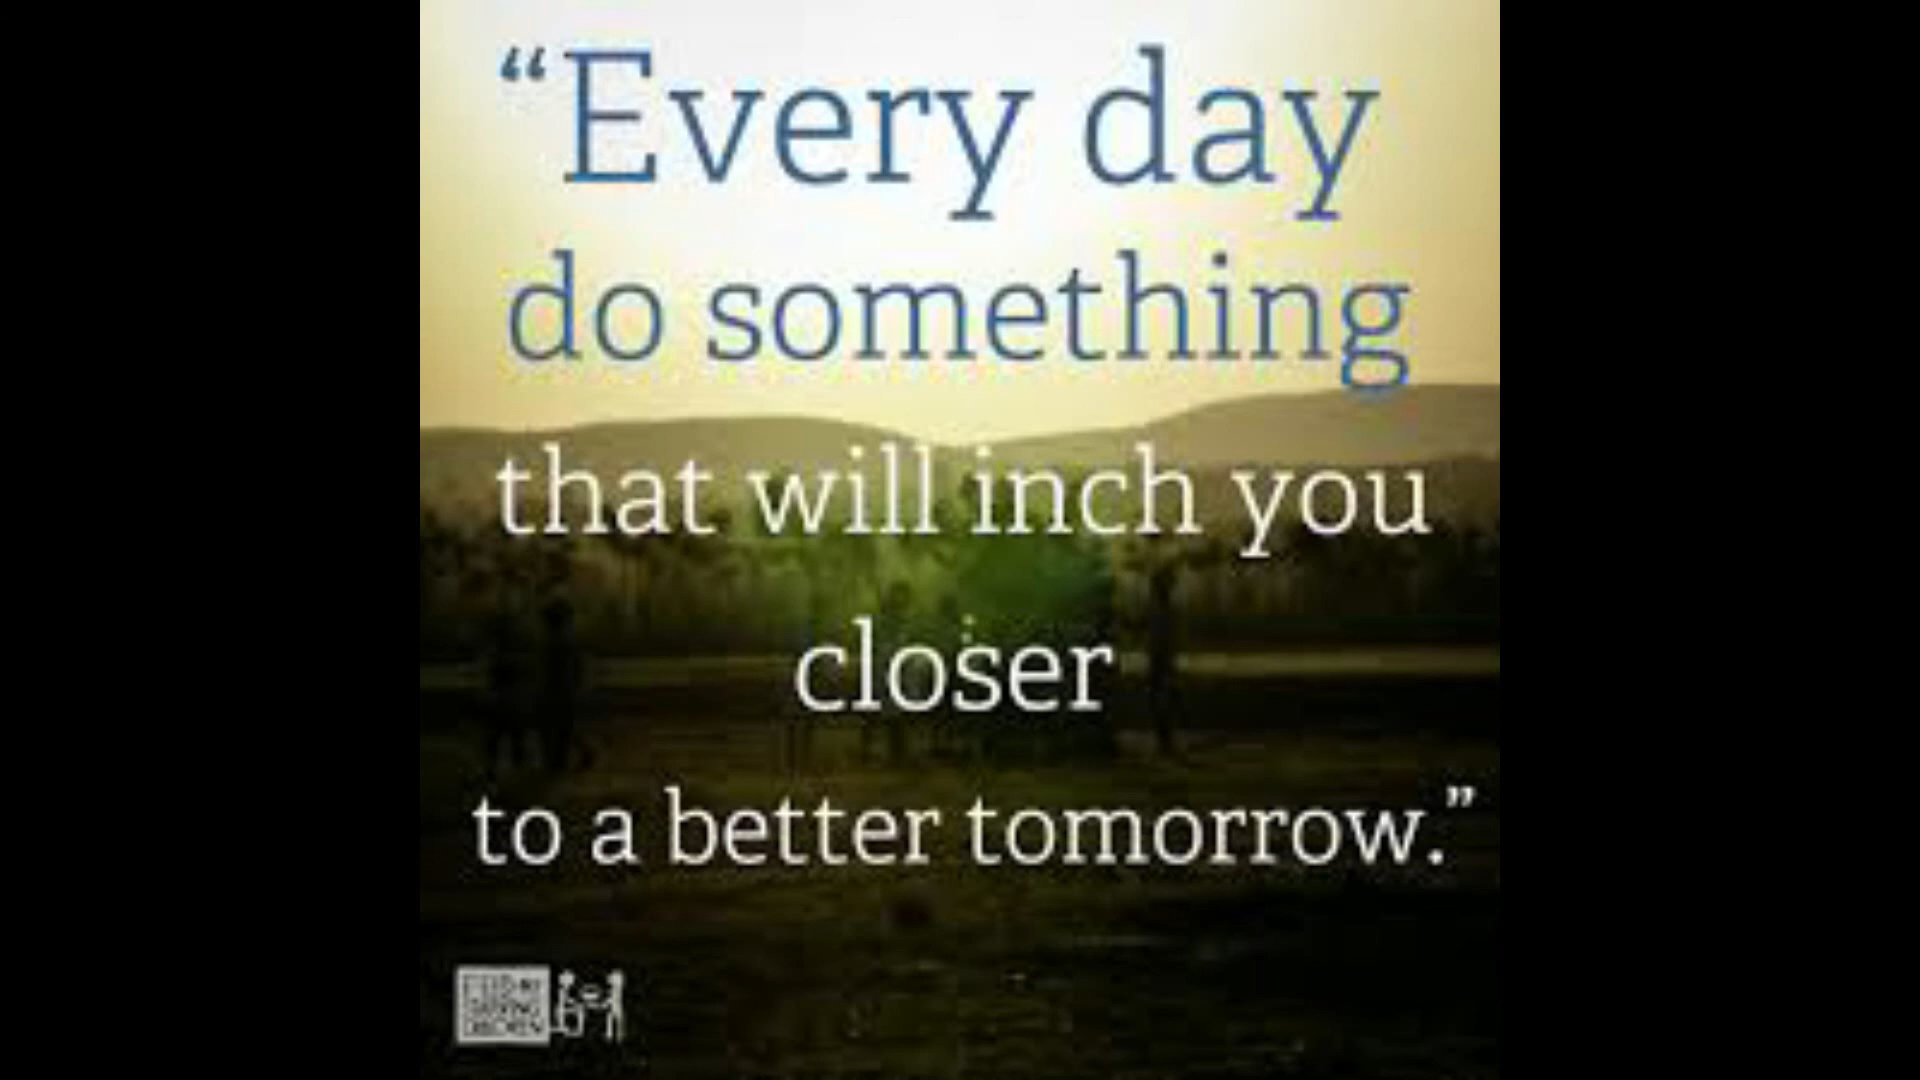 “Every day
do something
that will inch you
closer
to a better tomorrow.”